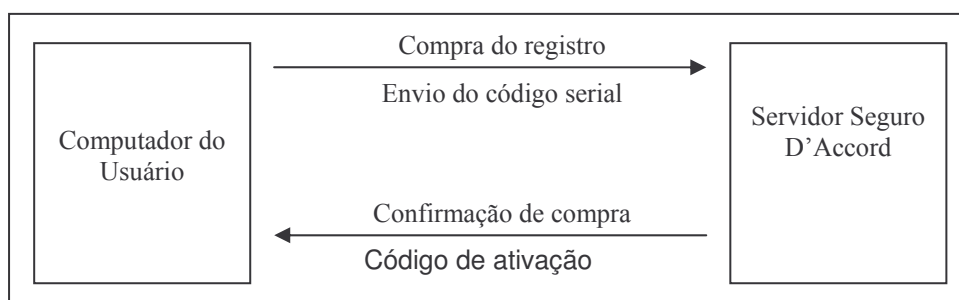 Compra do registro
Envio do código serial
Computador do
Usuário
Servidor Seguro
D’Accord
Confirmação de compra
Código de ativação